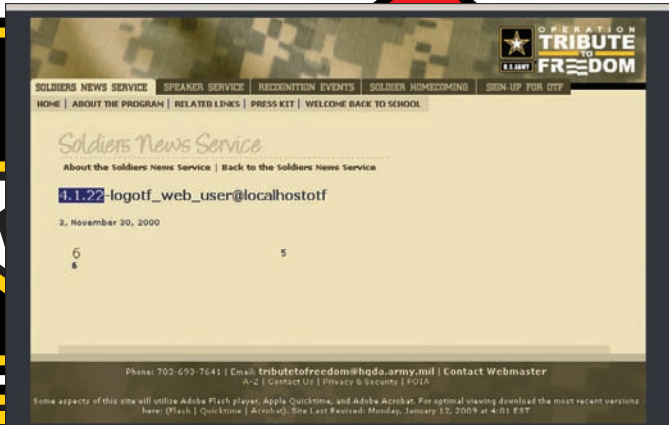 OPERATION
TRIBUTE
TO
FREEDOM
U.S.ARMY
SOLDIERS NEWS SERVICE SPEAKER SERVICE RECOGNITION EVENTS SOLDIER HOMECOMING SIGN-UP FOR OTF
HOME | ABOUT THE PROGRAM | RELATED LINKS | PRESS KIT | WELCOME BACK TO SCHOOL
Soldiers News Service
About the Soldiers News Service | Back to the Soldiers News Service
4.1.22-logotf_web_user@localhostotf
3, November 30, 2000
6 5
6
Phone: 703-693-7641 | Email: tributetofreedom@hqda.army.mil | Contact Webmaster
A-Z | Contact Us | Privacy & Security | FOIA
Some aspects of this site will utilize Adobe Flash player, Apple Quicktime, and Adobe Acrobat. For optimal viewing download the most recent versions
here: (Flash | Quicktime | Acrobat). Site Last Revised: Monday, January 12, 2009 at 4:01 EST